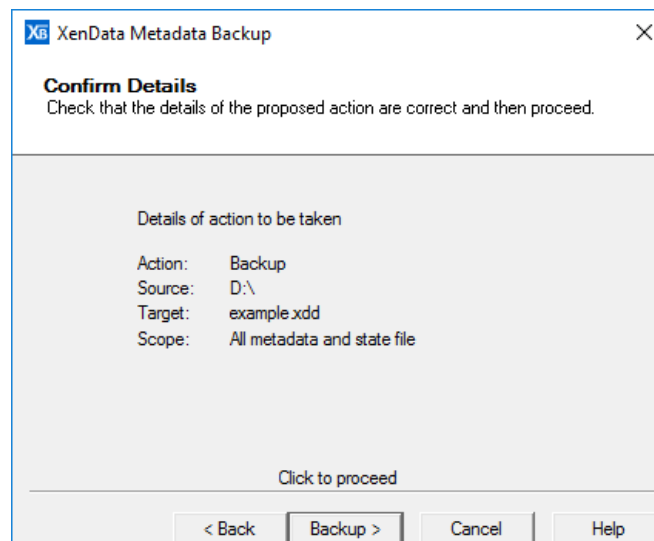 XB XenData Metadata Backup
Confirm Details
Check that the details of the proposed action are correct and then proceed.
Details of action to be taken
Action: Backup
Source: D:\
Target: example.xdd
Scope: All metadata and state file
Click to proceed
< Back Backup > Cancel Help